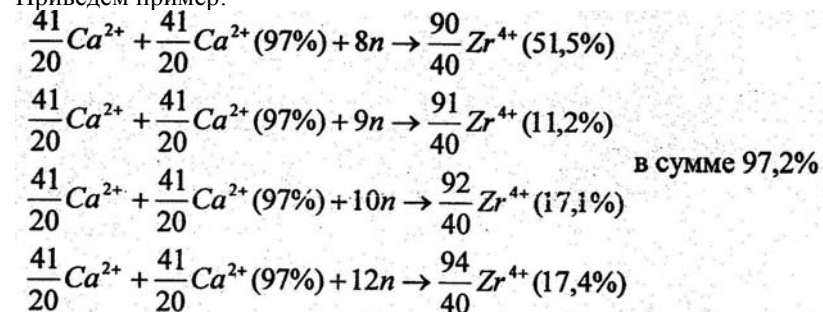 Приведем пример:
41/20 Ca²⁺ + 41/20 Ca²⁺ (97%) + 8n → 90/40 Zr⁴⁺ (51,5%)
41/20 Ca²⁺ + 41/20 Ca²⁺ (97%) + 9n → 91/40 Zr⁴⁺ (11,2%)
в сумме 97,2%
41/20 Ca²⁺ + 41/20 Ca²⁺ (97%) + 10n → 92/40 Zr⁴⁺ (17,1%)
41/20 Ca²⁺ + 41/20 Ca²⁺ (97%) + 12n → 94/40 Zr⁴⁺ (17,4%)